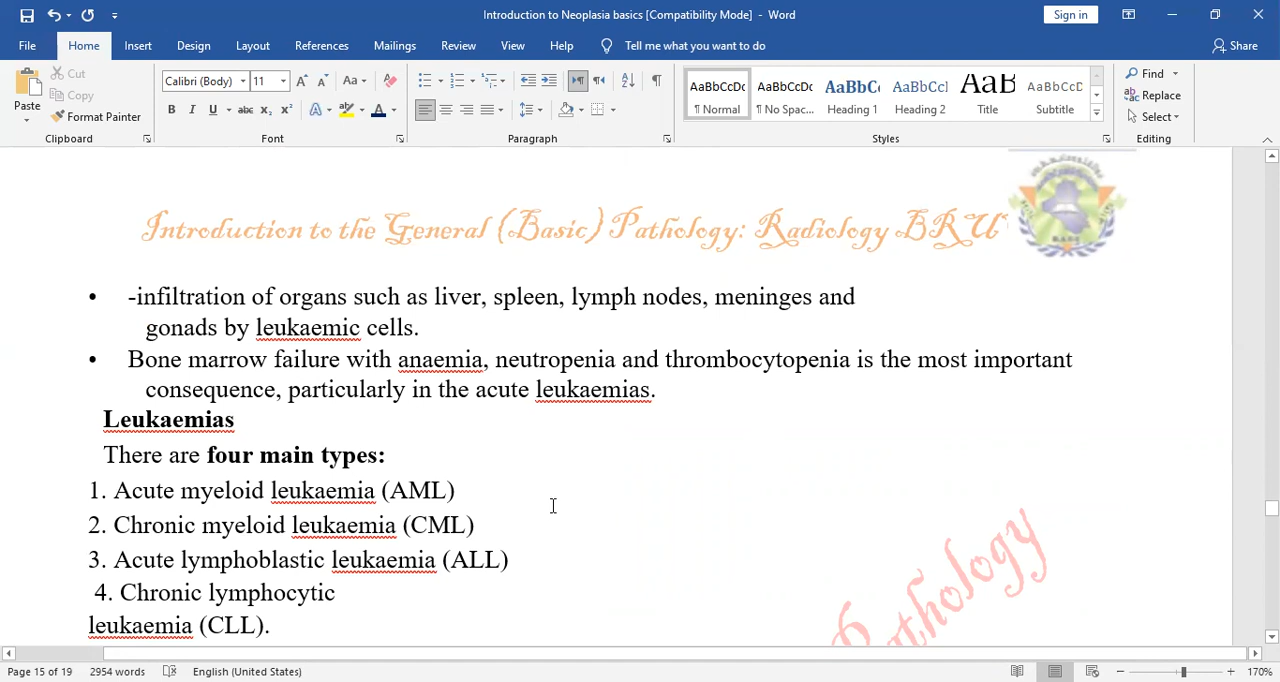 Introduction to Neoplasia basics [Compatibility Mode] - Word
Sign in
File Home Insert Design Layout References Mailings Review View Help Tell me what you want to do Share
Paste
Cut
Copy
Format Painter
Clipboard
Calibri (Body) 11
Font
Paragraph
AaBbCcDc AaBbCcDc AaBbC AaBbCcI AaB AaBbCcD
¶ Normal ¶ No Spac... Heading 1 Heading 2 Title Subtitle
Styles
Find
Replace
Select
Editing
Introduction to the General (Basic) Pathology: Radiology BRU
• -infiltration of organs such as liver, spleen, lymph nodes, meninges and
gonads by leukaemic cells.
• Bone marrow failure with anaemia, neutropenia and thrombocytopenia is the most important
consequence, particularly in the acute leukaemias.
Leukaemias
There are four main types:
1. Acute myeloid leukaemia (AML)
2. Chronic myeloid leukaemia (CML)
3. Acute lymphoblastic leukaemia (ALL)
4. Chronic lymphocytic
leukaemia (CLL).
Pathology
Page 15 of 19 2954 words English (United States) 170%